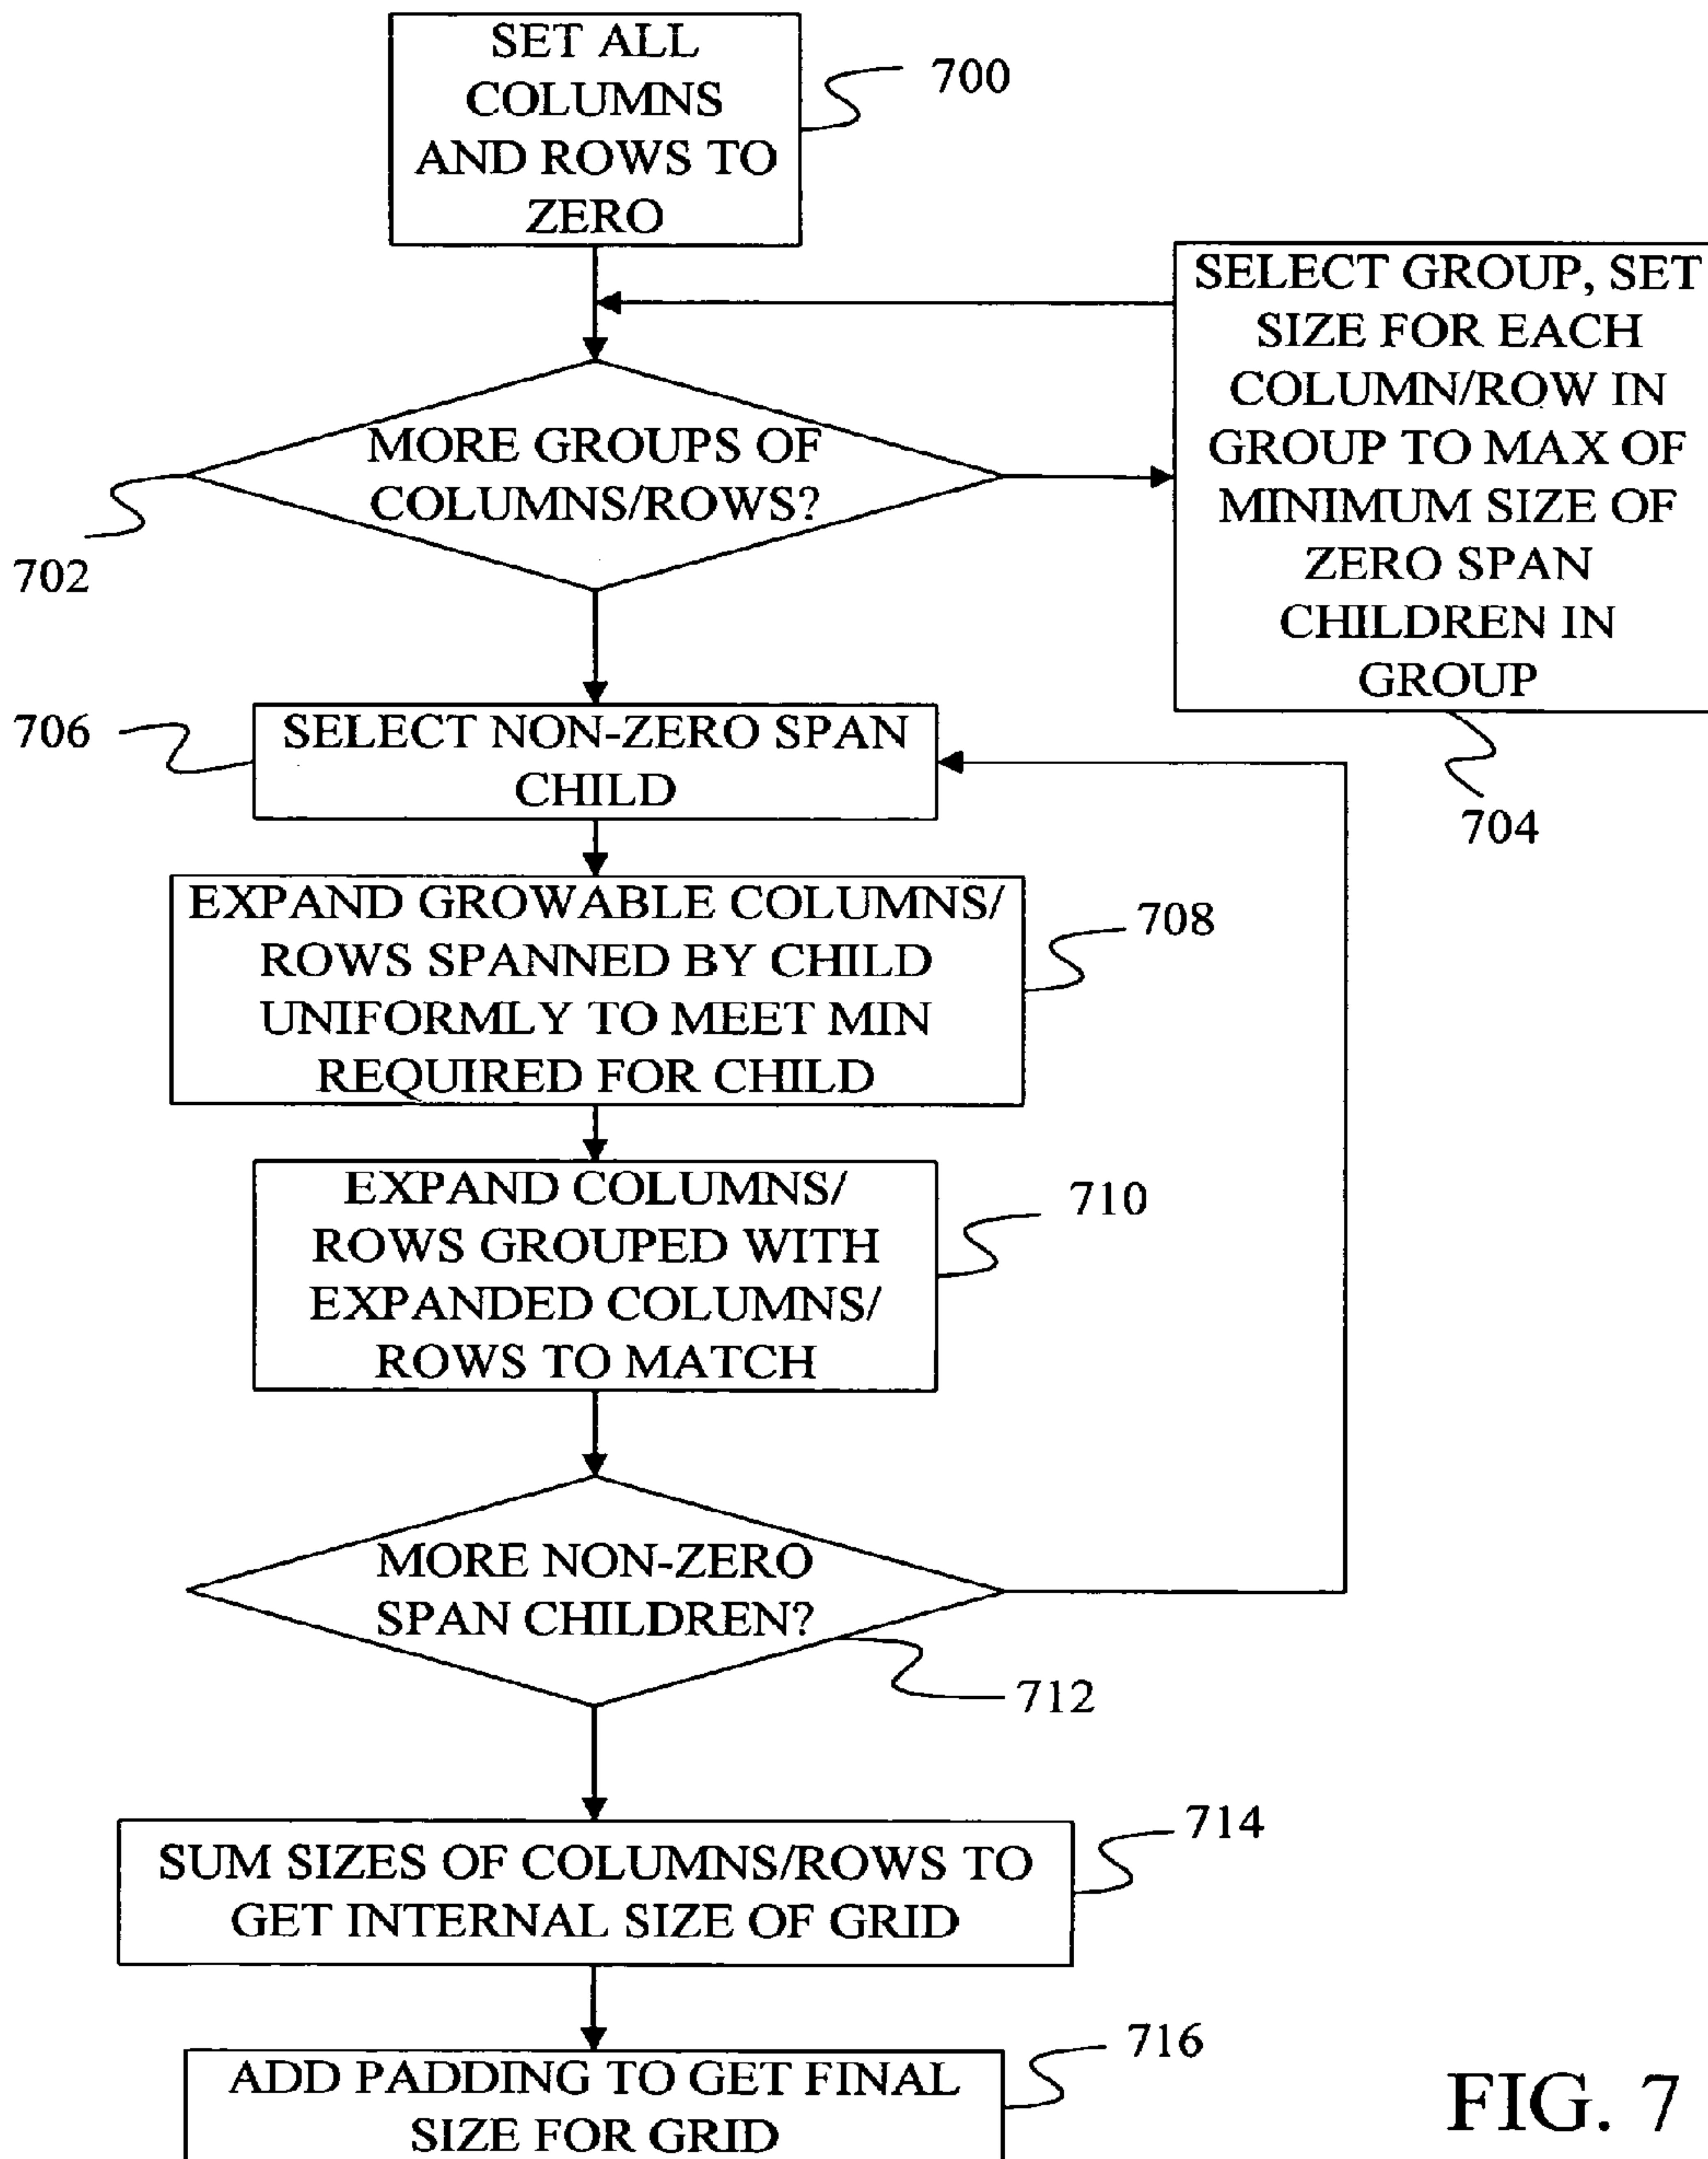 SET ALL
COLUMNS
AND ROWS TO
ZERO
700
SELECT GROUP, SET
SIZE FOR EACH
COLUMN/ROW IN
GROUP TO MAX OF
MINIMUM SIZE OF
ZERO SPAN
CHILDREN IN
GROUP
704
MORE GROUPS OF
COLUMNS/ROWS?
702
SELECT NON-ZERO SPAN
CHILD
706
EXPAND GROWABLE COLUMNS/
ROWS SPANNED BY CHILD
UNIFORMLY TO MEET MIN
REQUIRED FOR CHILD
708
EXPAND COLUMNS/
ROWS GROUPED WITH
EXPANDED COLUMNS/
ROWS TO MATCH
710
MORE NON-ZERO
SPAN CHILDREN?
712
SUM SIZES OF COLUMNS/ROWS TO
GET INTERNAL SIZE OF GRID
714
ADD PADDING TO GET FINAL
SIZE FOR GRID
716
FIG. 7